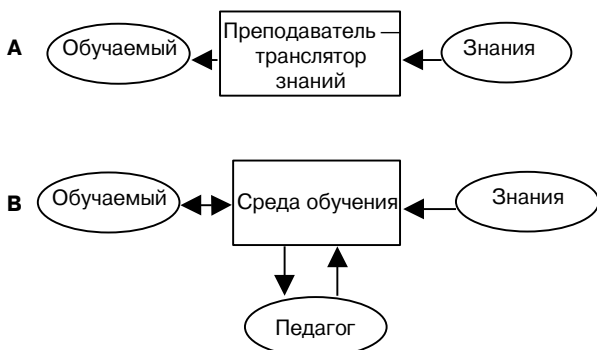 А
Обучаемый
Преподаватель —
транслятор
знаний
Знания
В
Обучаемый
Среда обучения
Знания
Педагог